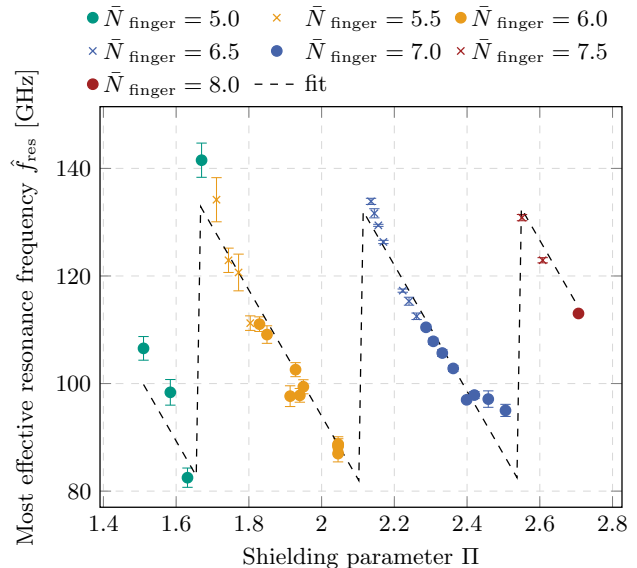 N̄ finger = 5.0 N̄ finger = 5.5 N̄ finger = 6.0
N̄ finger = 6.5 N̄ finger = 7.0 N̄ finger = 7.5
N̄ finger = 8.0 fit
Most effective resonance frequency f̂res [GHz]
140
120
100
80
1.4 1.6 1.8 2 2.2 2.4 2.6 2.8
Shielding parameter Π